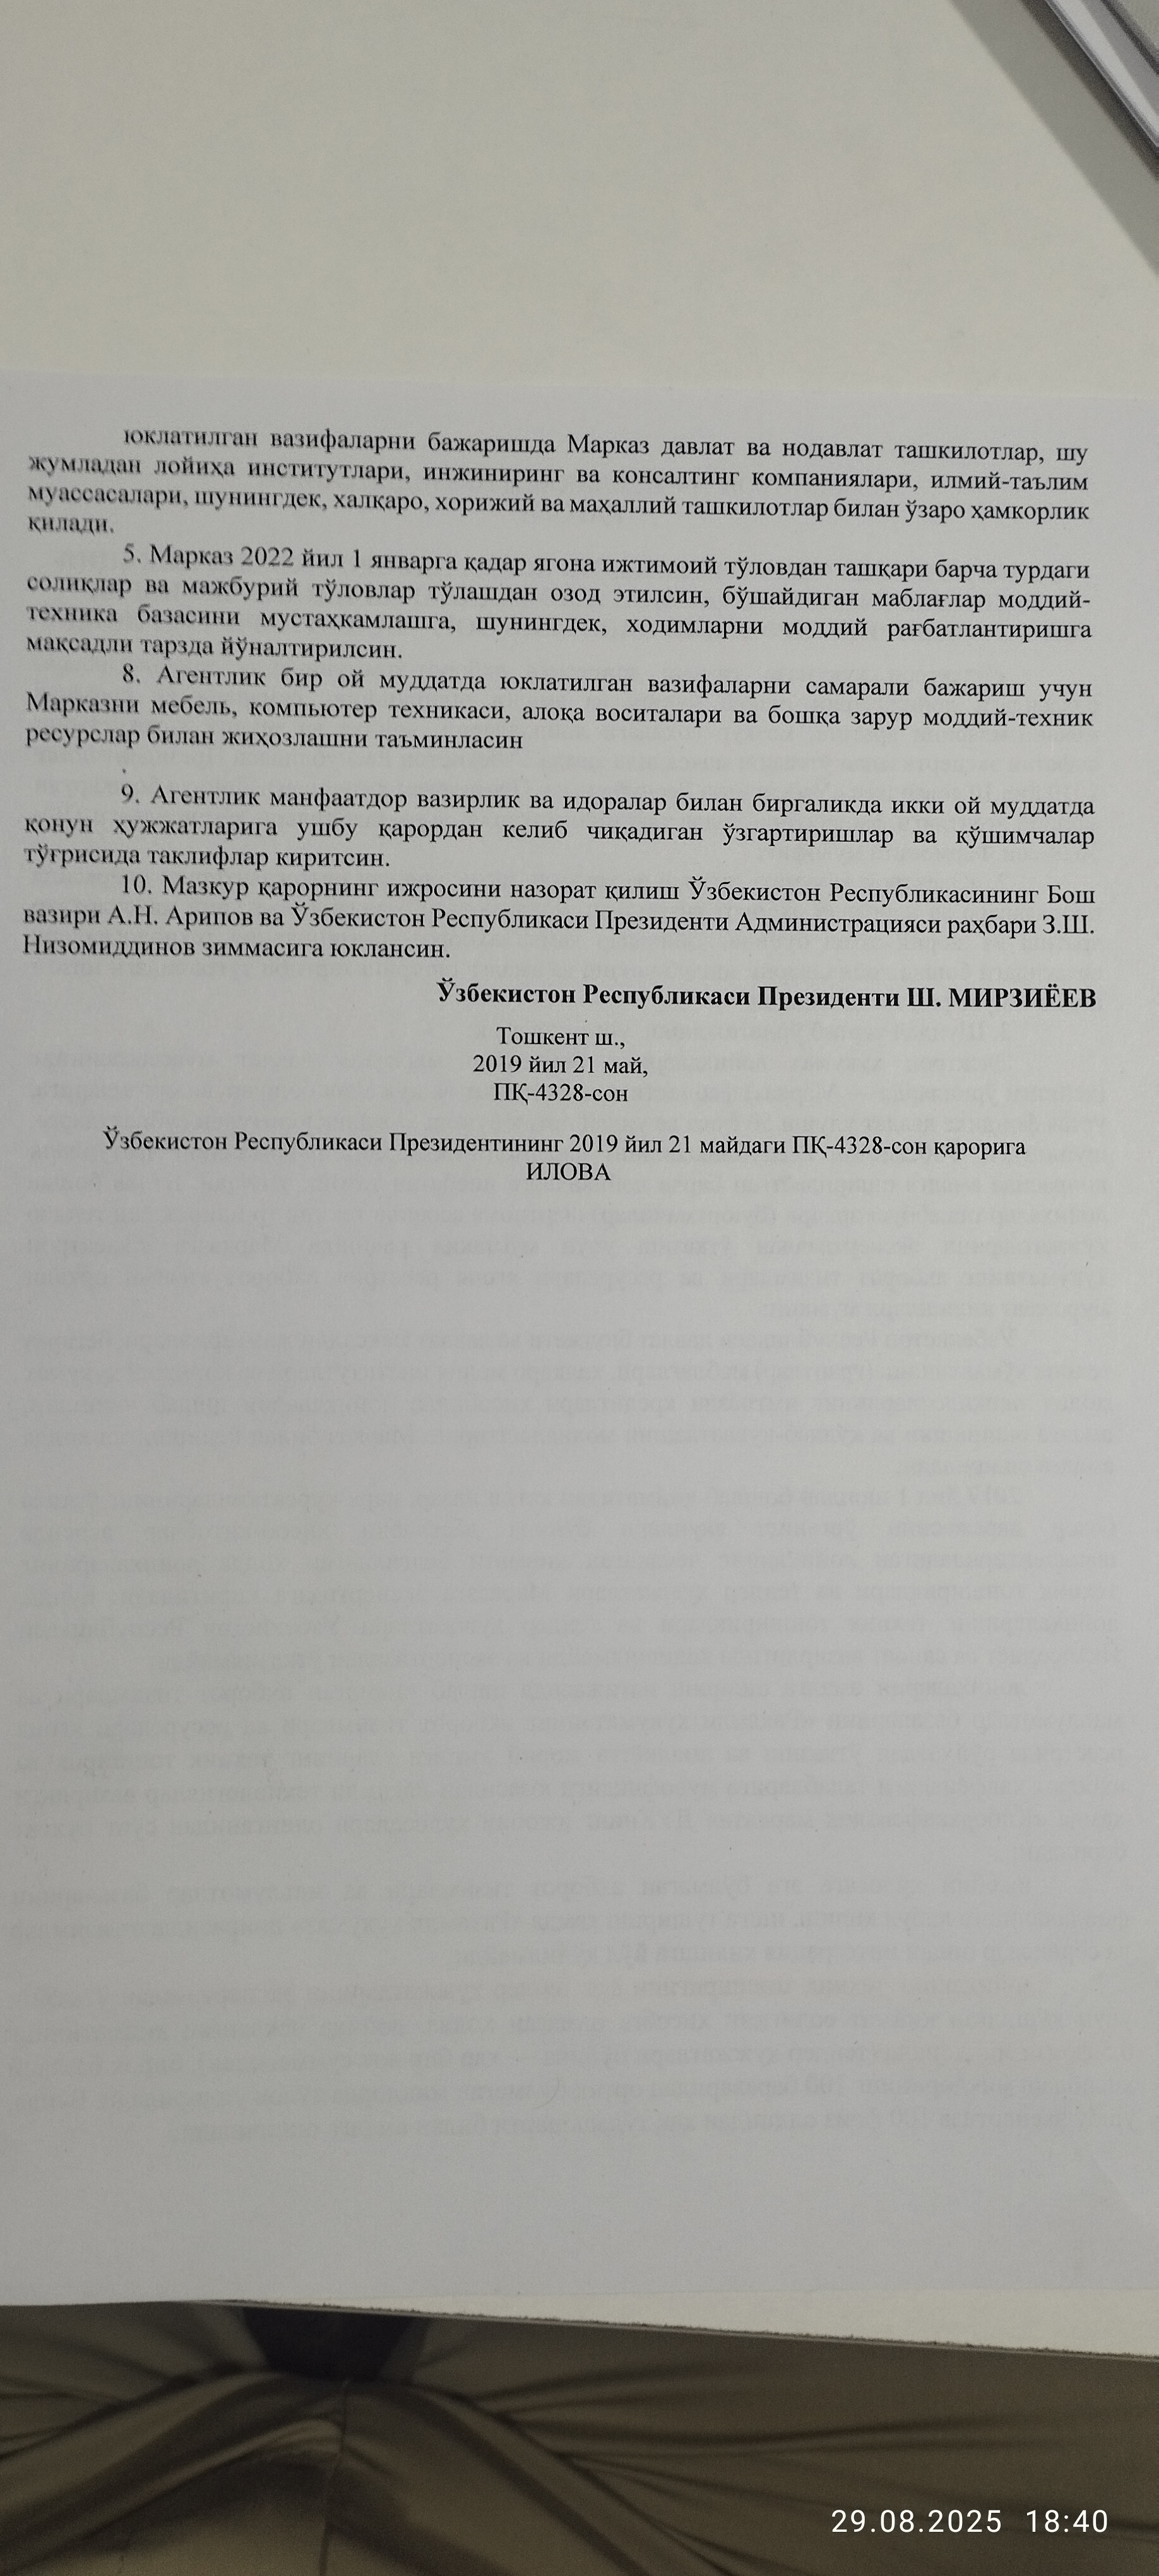 юклатилган вазифаларни бажаришда Марказ давлат ва нодавлат ташкилотлар, шу
жумладан лойиҳа институтлари, инжиниринг ва консалтинг компаниялари, илмий-таълим
муассасалари, шунингдек, халқаро, хорижий ва маҳаллий ташкилотлар билан ўзаро ҳамкорлик
қилади.
5. Марказ 2022 йил 1 январга қадар ягона ижтимоий тўловдан ташқари барча турдаги
солиқлар ва мажбурий тўловлар тўлашдан озод этилсин, бўшайдиган маблағлар моддий-
техника базасини мустаҳкамлашга, шунингдек, ходимларни моддий рағбатлантиришга
мақсадли тарзда йўналтирилсин.
8. Агентлик бир ой муддатда юклатилган вазифаларни самарали бажариш учун
Марказни мебель, компьютер техникаси, алоқа воситалари ва бошқа зарур моддий-техник
ресурслар билан жиҳозлашни таъминласин
.
9. Агентлик манфаатдор вазирлик ва идоралар билан биргаликда икки ой муддатда
қонун ҳужжатларига ушбу қарордан келиб чиқадиган ўзгартиришлар ва қўшимчалар
тўғрисида таклифлар киритсин.
10. Мазкур қарорнинг ижросини назорат қилиш Ўзбекистон Республикасининг Бош
вазири А.Н. Арипов ва Ўзбекистон Республикаси Президенти Администрацияси раҳбари З.Ш.
Низомиддинов зиммасига юклансин.
Ўзбекистон Республикаси Президенти Ш. МИРЗИЁЕВ
Тошкент ш.,
2019 йил 21 май,
ПҚ-4328-сон
Ўзбекистон Республикаси Президентининг 2019 йил 21 майдаги ПҚ-4328-сон қарорига
ИЛОВА
29.08.2025 18:40